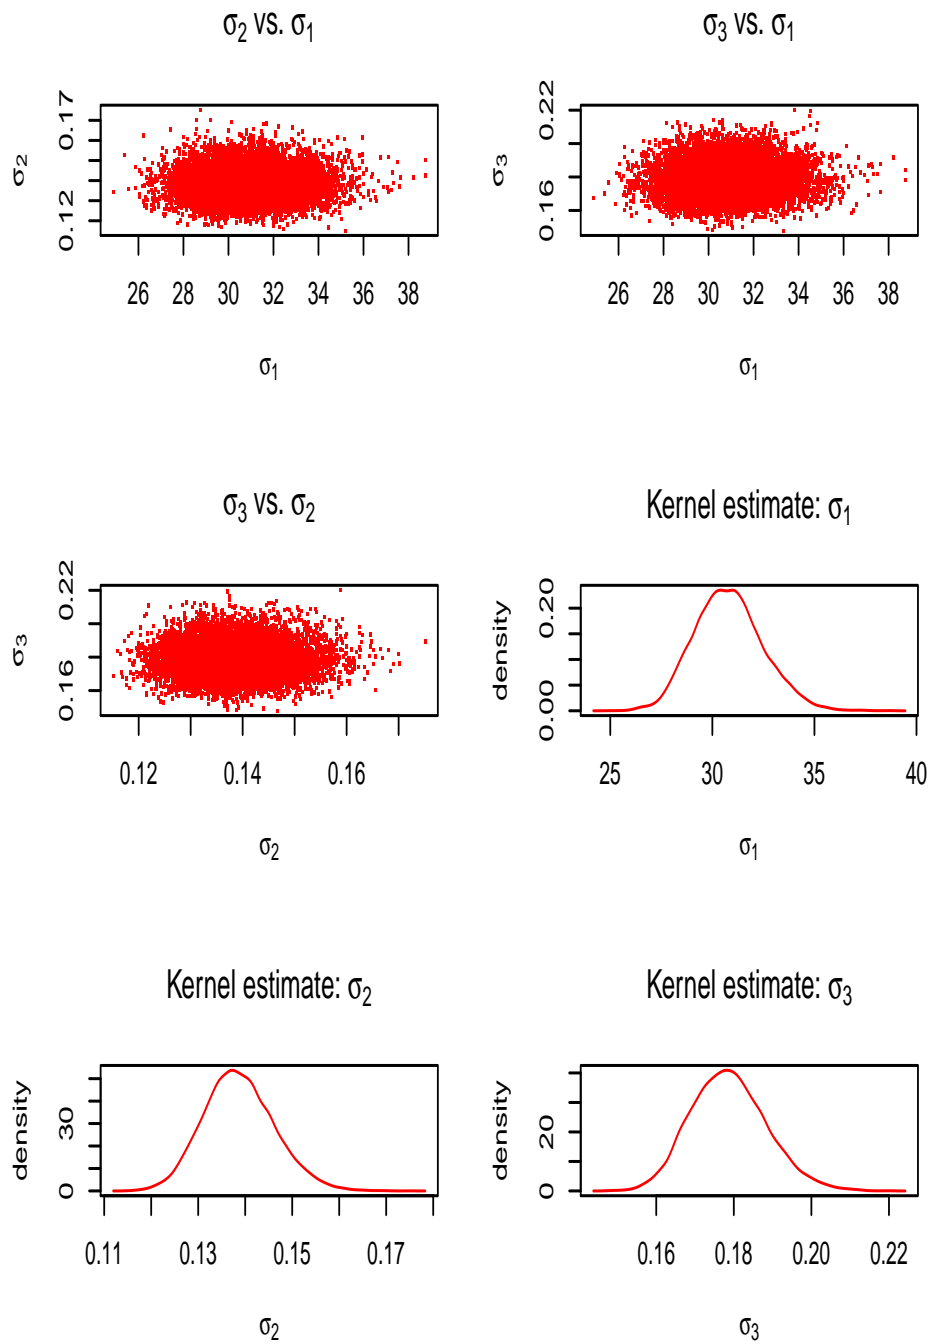 σ2 vs. σ1
σ2
0.12 0.17
26 28 30 32 34 36 38
σ1
σ3 vs. σ1
σ3
0.16 0.22
26 28 30 32 34 36 38
σ1
σ3 vs. σ2
σ3
0.16 0.22
0.12 0.14 0.16
σ2
Kernel estimate: σ1
density
0.00 0.20
25 30 35 40
σ1
Kernel estimate: σ2
density
0 30
0.11 0.13 0.15 0.17
σ2
Kernel estimate: σ3
density
0 20
0.16 0.18 0.20 0.22
σ3